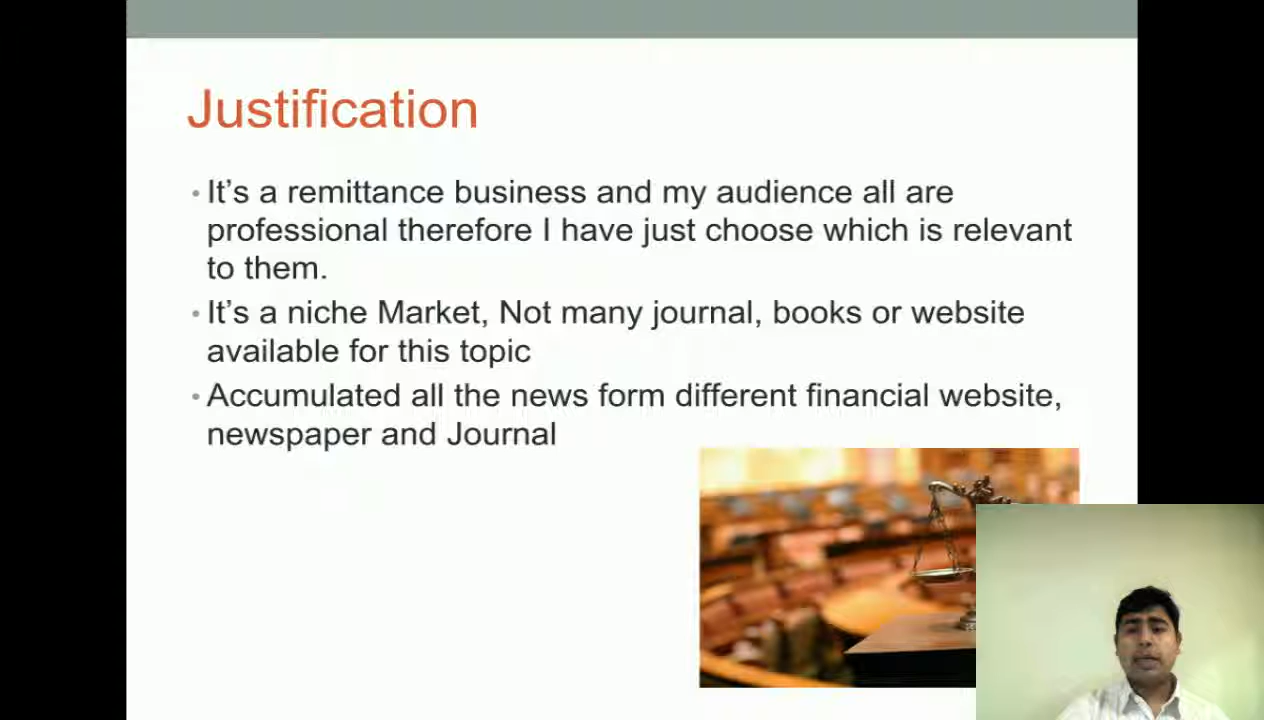 Justification
• It's a remittance business and my audience all are
professional therefore I have just choose which is relevant
to them.
• It's a niche Market, Not many journal, books or website
available for this topic
• Accumulated all the news form different financial website,
newspaper and Journal